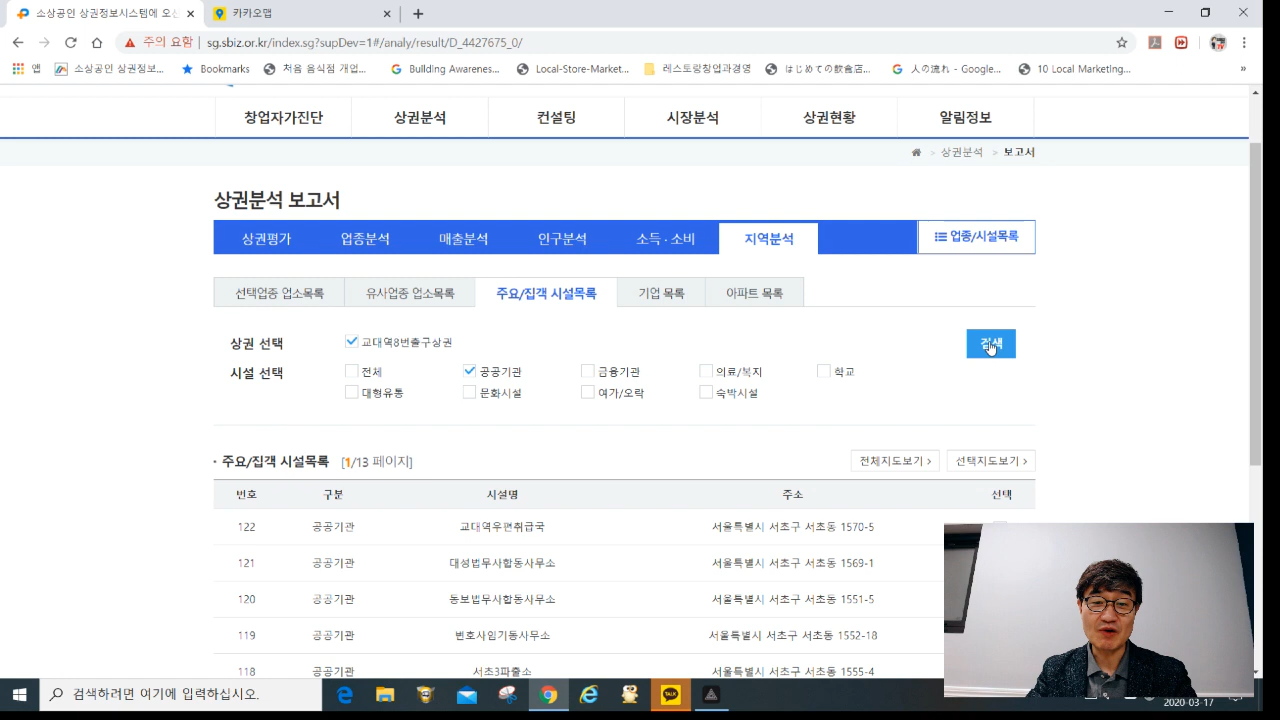 소상공인 상권정보시스템에 오신
카카오맵
주의 요함
sg.sbiz.or.kr/index.sg?supDev=1#/analy/result/D_4427675_0/
앱
소상공인 상권정보...
Bookmarks
처음 음식점 개업...
Building Awarenes...
Local-Store-Market...
레스토랑창업과경영
はじめての飲食店...
人の流れ - Google...
10 Local Marketing...
창업자가진단 상권분석 컨설팅 시장분석 상권현황 알림정보
> 상권분석 > 보고서
상권분석 보고서
상권평가 업종분석 매출분석 인구분석 소득·소비 지역분석 업종/시설목록
선택업종 업소목록 유사업종 업소목록 주요/집객 시설목록 기업 목록 아파트 목록
상권 선택 교대역8번출구상권 검색
시설 선택 전체 공공기관 금융기관 의료/복지 학교
대형유통 문화시설 여가/오락 숙박시설
· 주요/집객 시설목록 [1/13 페이지] 전체지도보기 > 선택지도보기 >
번호 구분 시설명 주소 선택
122 공공기관 교대역우편취급국 서울특별시 서초구 서초동 1570-5
121 공공기관 대성법무사합동사무소 서울특별시 서초구 서초동 1569-1
120 공공기관 동보법무사합동사무소 서울특별시 서초구 서초동 1551-5
119 공공기관 변호사임기동사무소 서울특별시 서초구 서초동 1552-18
118 공공기관 서초3파출소 서울특별시 서초구 서초동 1555-4
검색하려면 여기에 입력하십시오.
TALK
2020-03-17